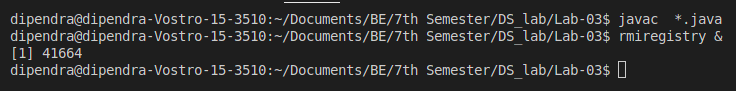 dipendra@dipendra-Vostro-15-3510:~/Documents/BE/7th Semester/DS_lab/Lab-03$ javac  *.java
dipendra@dipendra-Vostro-15-3510:~/Documents/BE/7th Semester/DS_lab/Lab-03$ rmiregistry &
[1] 41664
dipendra@dipendra-Vostro-15-3510:~/Documents/BE/7th Semester/DS_lab/Lab-03$